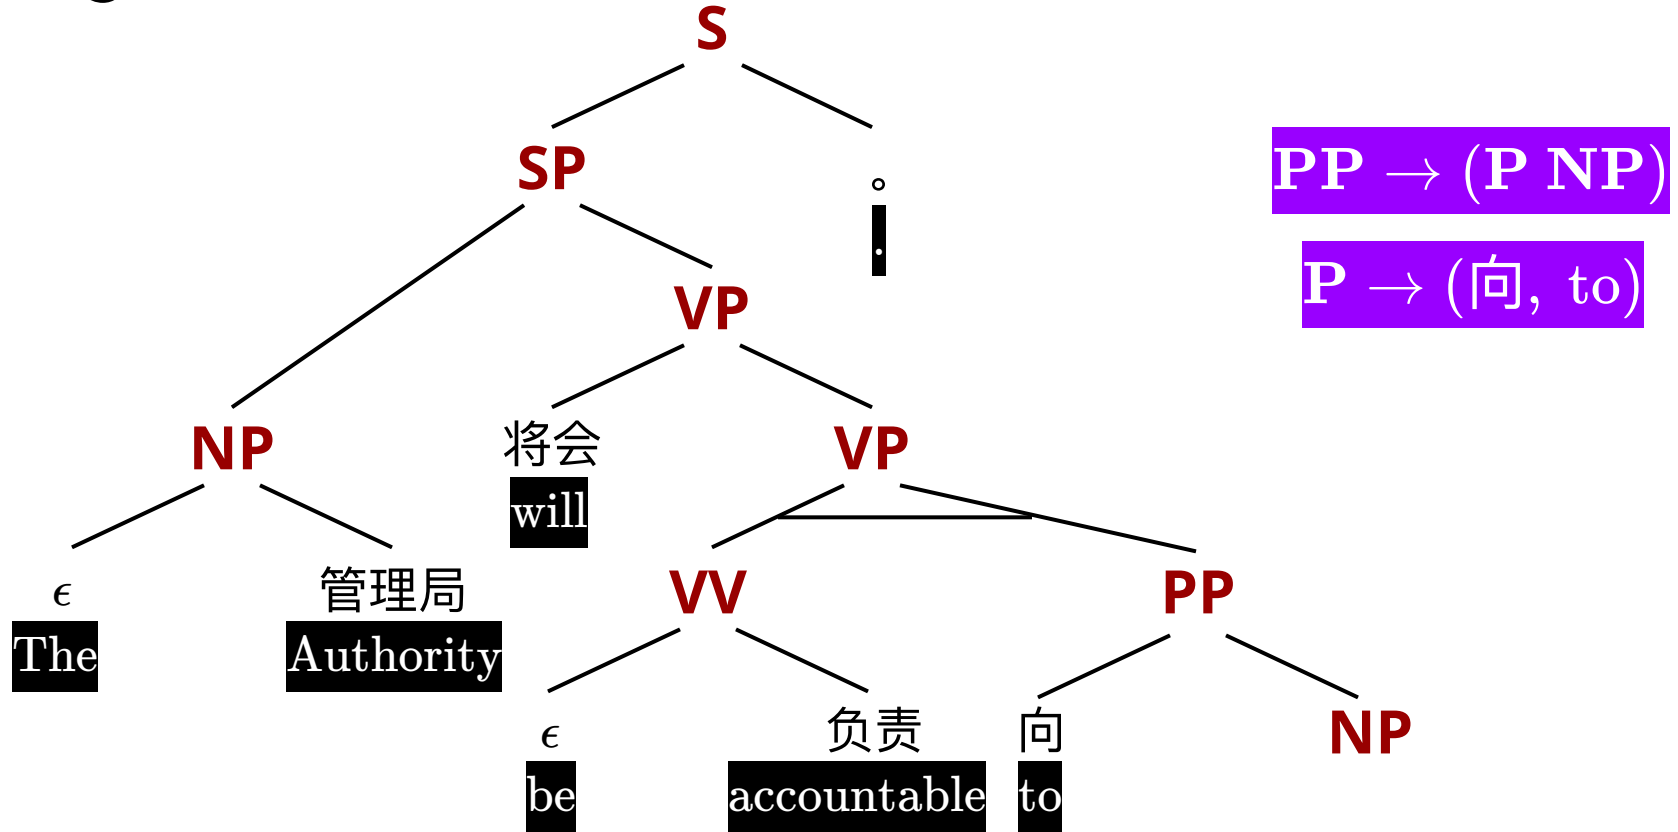 S
SP
。
.
PP → (P NP)
P → (向, to)
VP
NP
将会
will
VP
ϵ
The
管理局
Authority
VV
PP
ϵ
be
负责
accountable
向
to
NP